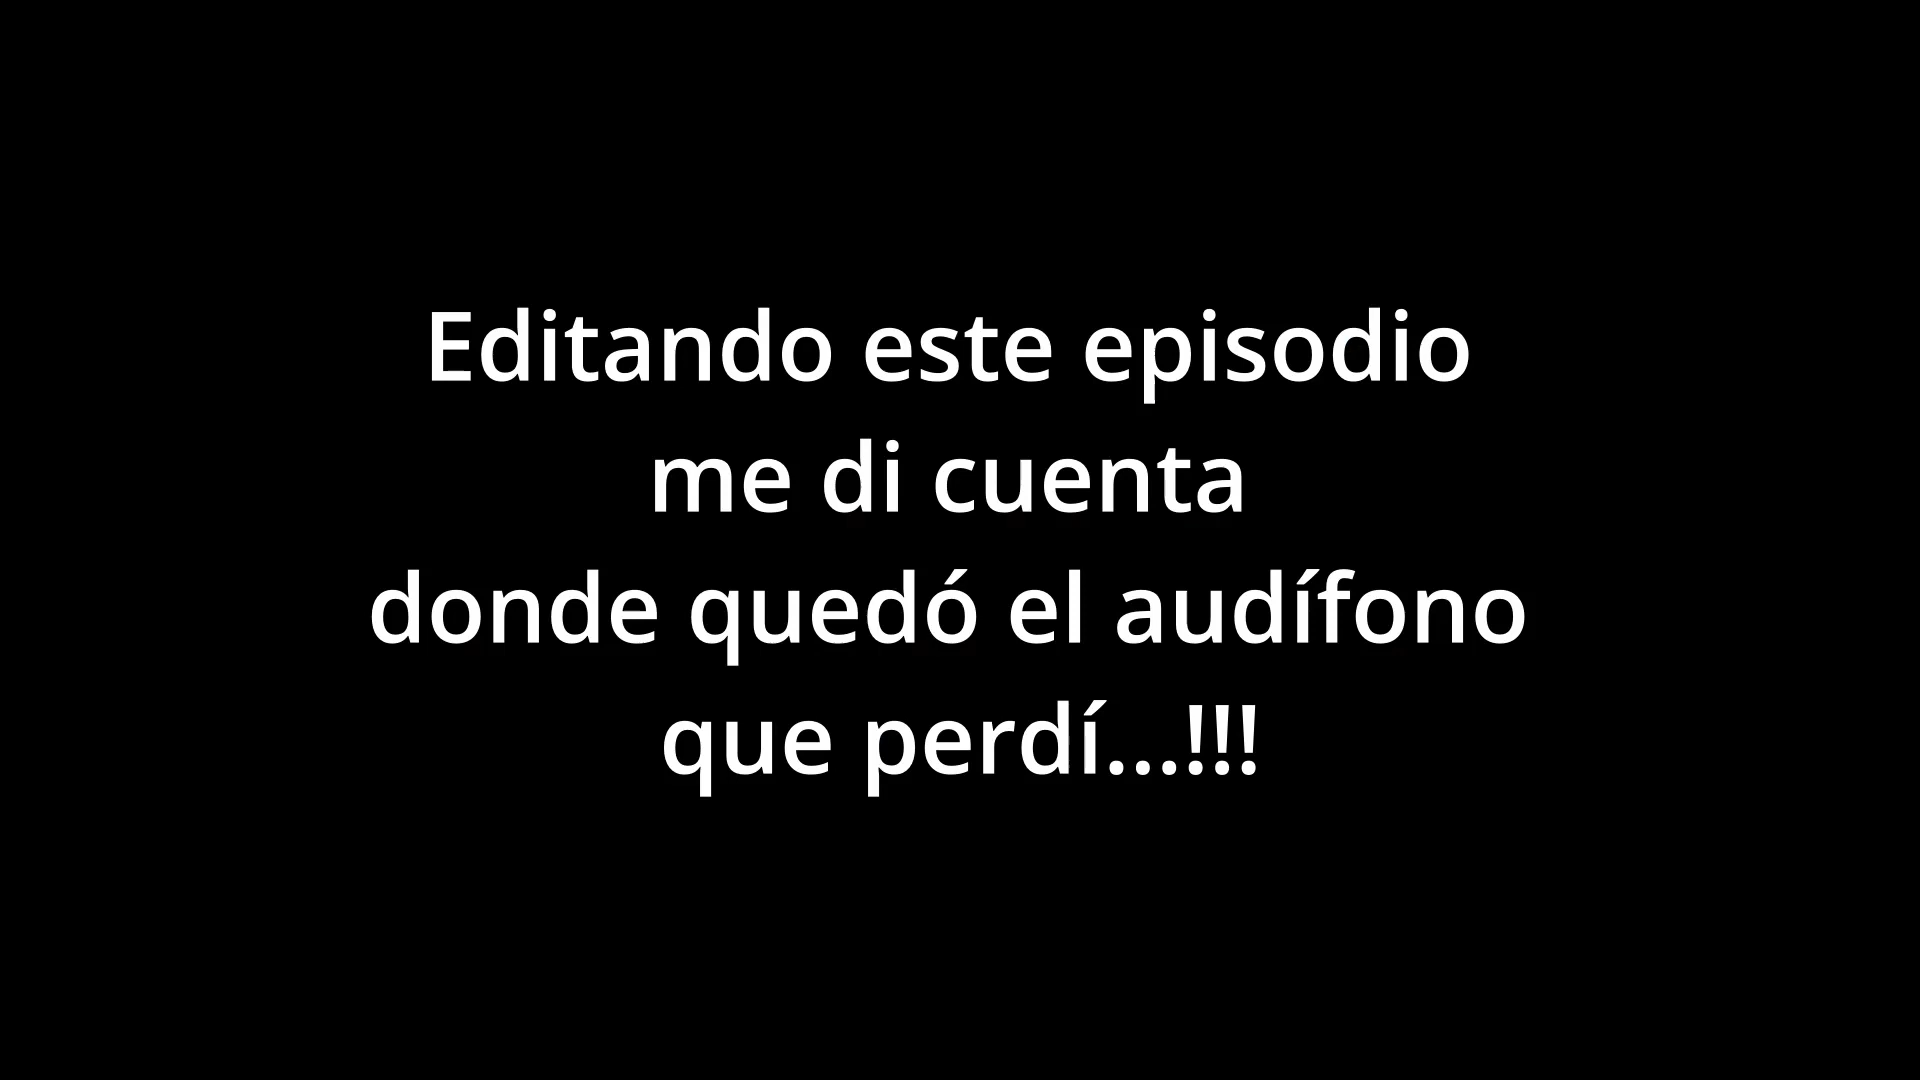 Editando este episodio
me di cuenta
donde quedó el audífono
que perdí...!!!